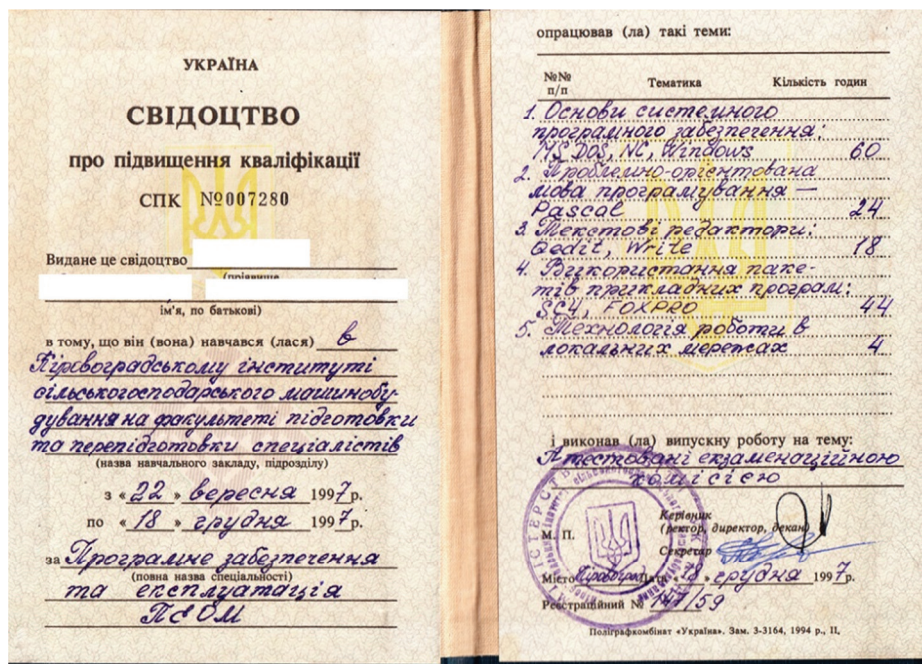 УКРАЇНА
СВІДОЦТВО
про підвищення кваліфікації
СПК №007280
Видане це свідоцтво
ім'я, по батькові)
в тому, що він (вона) навчався (лася) в
Кіровоградському інституті
сільськогосподарського машинобу
дування на факультеті підготовки
та перепідготовки спеціалістів
(назва навчального закладу, підрозділу)
з «22» вересня 1997 р.
по «18» грудня 1997 р.
за Програмне забезпечення
(повна назва спеціальності)
та експлуатація
ПЕОМ
опрацював (ла) такі теми:
№№ п/п Тематика Кількість годин
1. Основи системного
програмного забезпечення:
MS DOS, NC, Windows 60
2. Проблемно-орієнтована
мова програмування —
Pascal 24
3. Текстові редактори:
Qedit, Write 18
4. Використання паке-
тів прикладних програм:
SC4, FOXPRO 44
5. Технологія роботи в
локальних мережах 4
і виконав (ла) випускну роботу на тему:
Атестовані екзаменаційною
комісією
Керівник
М. П. (ректор, директор, декан)
Секретар
Місто Кіровоград Дата «18» грудня 1997 р.
Реєстраційний № 147/59
Поліграфкомбінат «Україна». Зам. 3-3164, 1994 р., II.